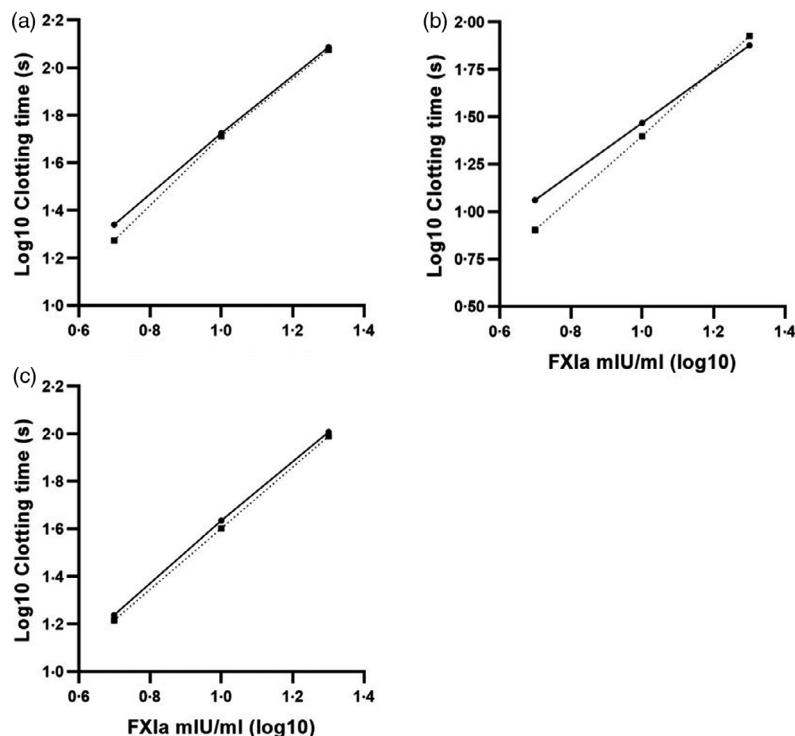 (a)
Log10 Clotting time (s)
2·2
2·0
1·8
1·6
1·4
1·2
1·0
0·6 0·8 1·0 1·2 1·4
(b)
Log10 Clotting time (s)
2·00
1·75
1·50
1·25
1·00
0·75
0·50
0·6 0·8 1·0 1·2 1·4
FXIa mIU/ml (log10)
(c)
Log10 Clotting time (s)
2·2
2·0
1·8
1·6
1·4
1·2
1·0
0·6 0·8 1·0 1·2 1·4
FXIa mIU/ml (log10)